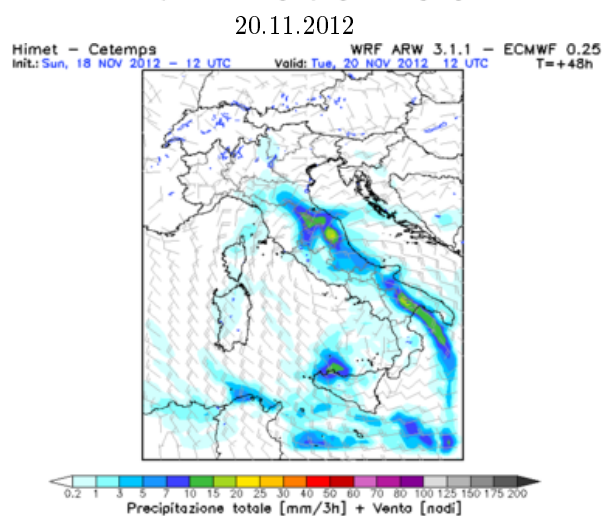 20.11.2012
Himet – Cetemps WRF ARW 3.1.1 – ECMWF 0.25
Init.: Sun, 18 NOV 2012 – 12 UTC Valid: Tue, 20 NOV 2012 12 UTC T=+48h
0.2 1 3 5 7 10 15 20 25 30 40 50 60 70 80 100 125 150 175 200
Precipitazione totale [mm/3h] + Vento [nodi]